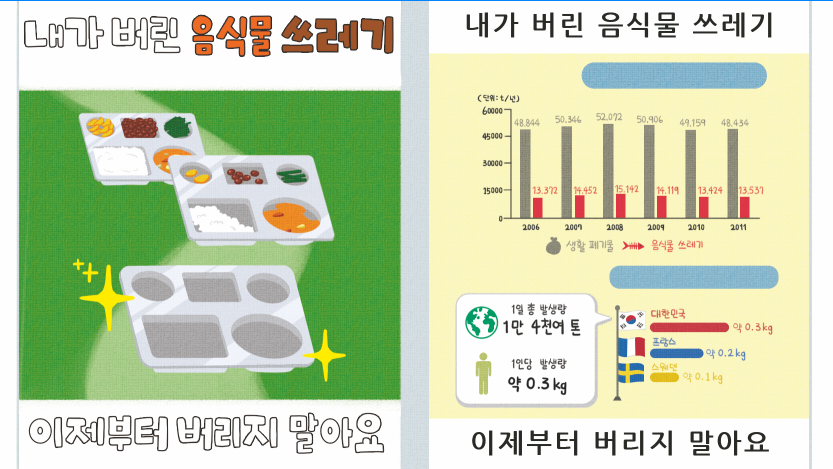 내가 버린 음식물 쓰레기
이제부터 버리지 말아요
내가 버린 음식물 쓰레기
(단위: t/년)
60000
45000
30000
15000
0
48.844 50.346 52.072 50.906 49.159 48.934
13.372 14.452 15.142 14.119 13.424 13.537
2006 2007 2008 2009 2010 2011
생활 폐기물 음식물 쓰레기
1일 총 발생량
1만 4천여 톤
1인당 발생량
약 0.3kg
대한민국
약 0.3kg
프랑스
약 0.2kg
스웨덴
약 0.1kg
이제부터 버리지 말아요